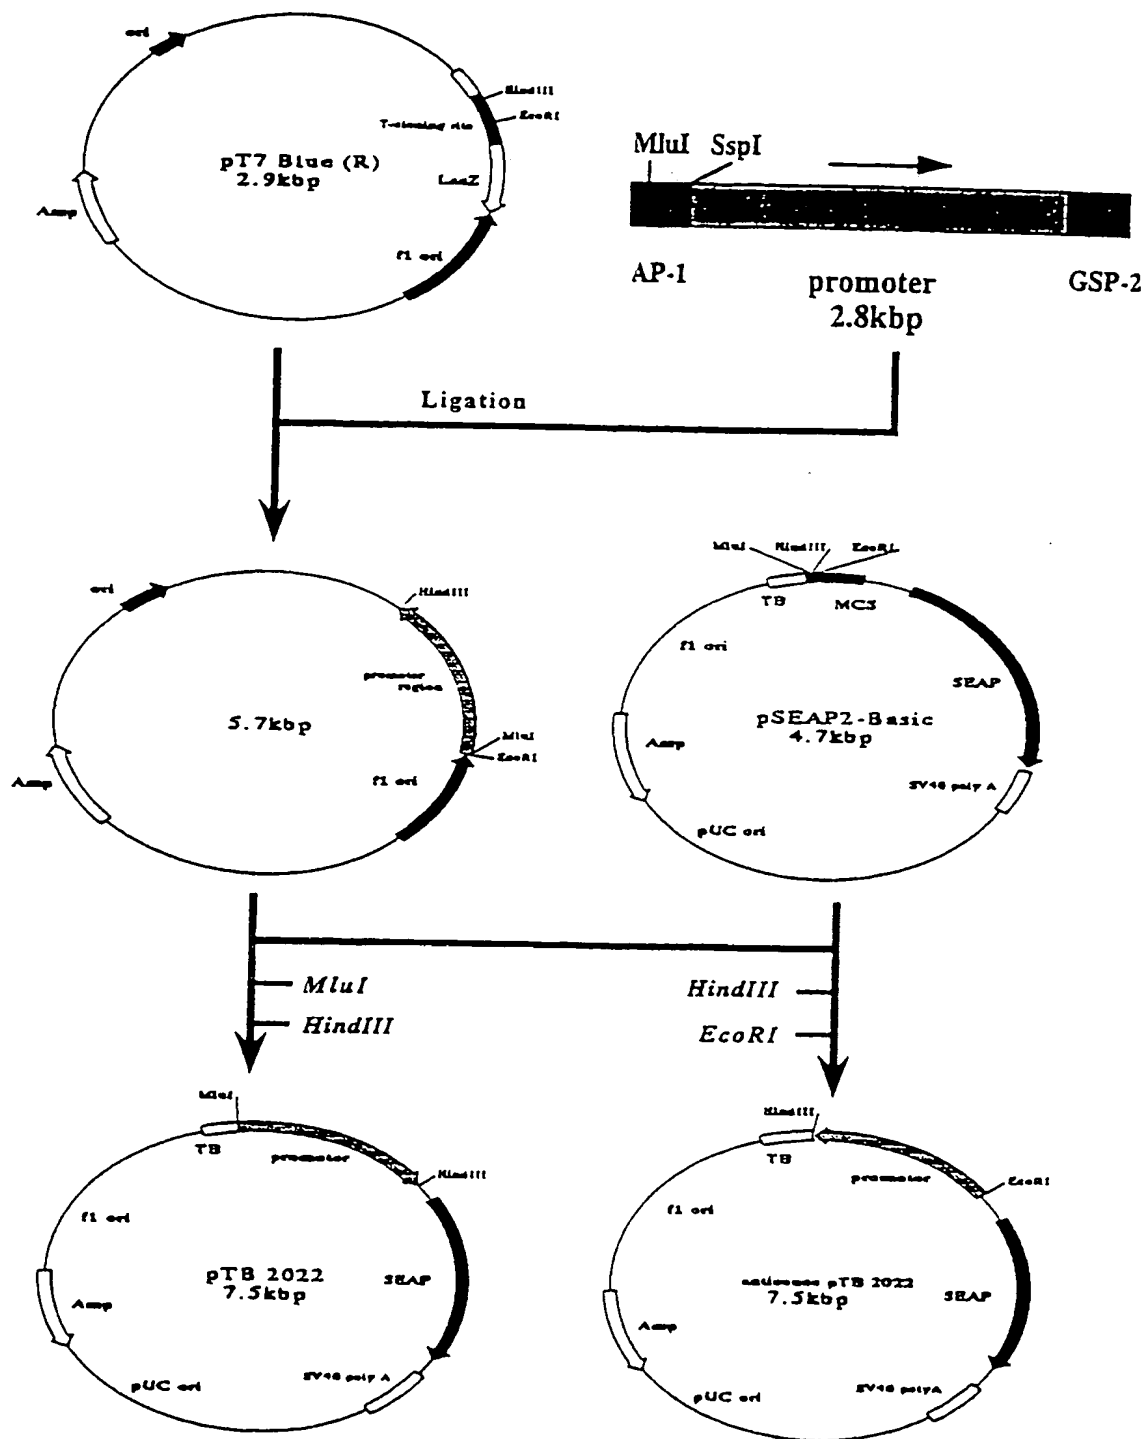 ori
HindIII
EcoRI
T-cloning site
pT7 Blue (R)
2.9kbp
LacZ
Amp
f1 ori
MluI SspI
AP-1
promoter
2.8kbp
GSP-2
Ligation
ori
HindIII
promoter
region
5.7kbp
MluI
EcoRI
Amp
f1 ori
MluI HindIII EcoRI
TB MCS
f1 ori
SEAP
pSEAP2-Basic
4.7kbp
Amp
SV40 poly A
pUC ori
MluI
HindIII
HindIII
EcoRI
MluI
TB
promoter
HindIII
f1 ori
pTB 2022
7.5kbp
SEAP
Amp
SV40 poly A
pUC ori
HindIII
TB
promoter
EcoRI
f1 ori
antisense pTB 2022
7.5kbp
SEAP
Amp
SV40 polyA
pUC ori